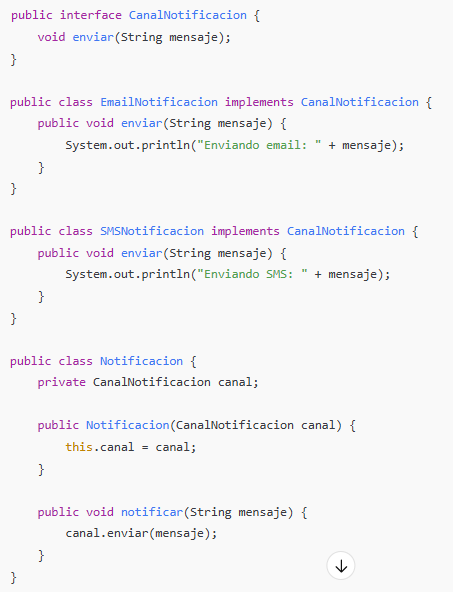 public interface CanalNotificacion {
    void enviar(String mensaje);
}

public class EmailNotificacion implements CanalNotificacion {
    public void enviar(String mensaje) {
        System.out.println("Enviando email: " + mensaje);
    }
}

public class SMSNotificacion implements CanalNotificacion {
    public void enviar(String mensaje) {
        System.out.println("Enviando SMS: " + mensaje);
    }
}

public class Notificacion {
    private CanalNotificacion canal;

    public Notificacion(CanalNotificacion canal) {
        this.canal = canal;
    }

    public void notificar(String mensaje) {
        canal.enviar(mensaje);
    }
}